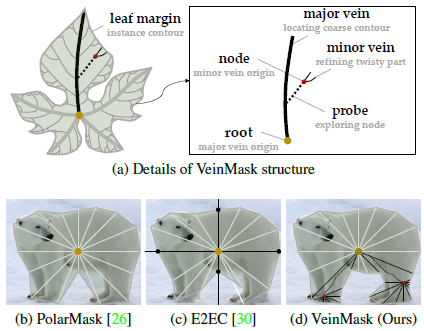 leaf margin
instance contour
major vein
locating coarse contour
minor vein
refining twisty part
node
minor vein origin
probe
exploring node
root
major vein origin
(a) Details of VeinMask structure
(b) PolarMask [26]
(c) E2EC [30]
(d) VeinMask (Ours)